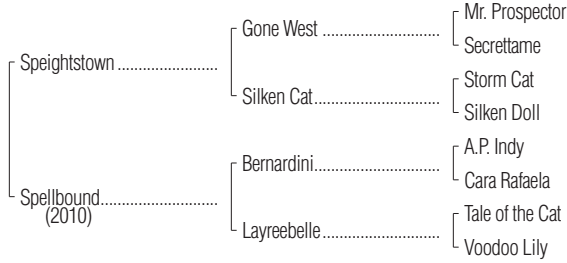 Mr. Prospector
Gone West
Secrettame
Speightstown
Storm Cat
Silken Cat
Silken Doll
A.P. Indy
Bernardini
Cara Rafaela
Spellbound
(2010)
Tale of the Cat
Layreebelle
Voodoo Lily